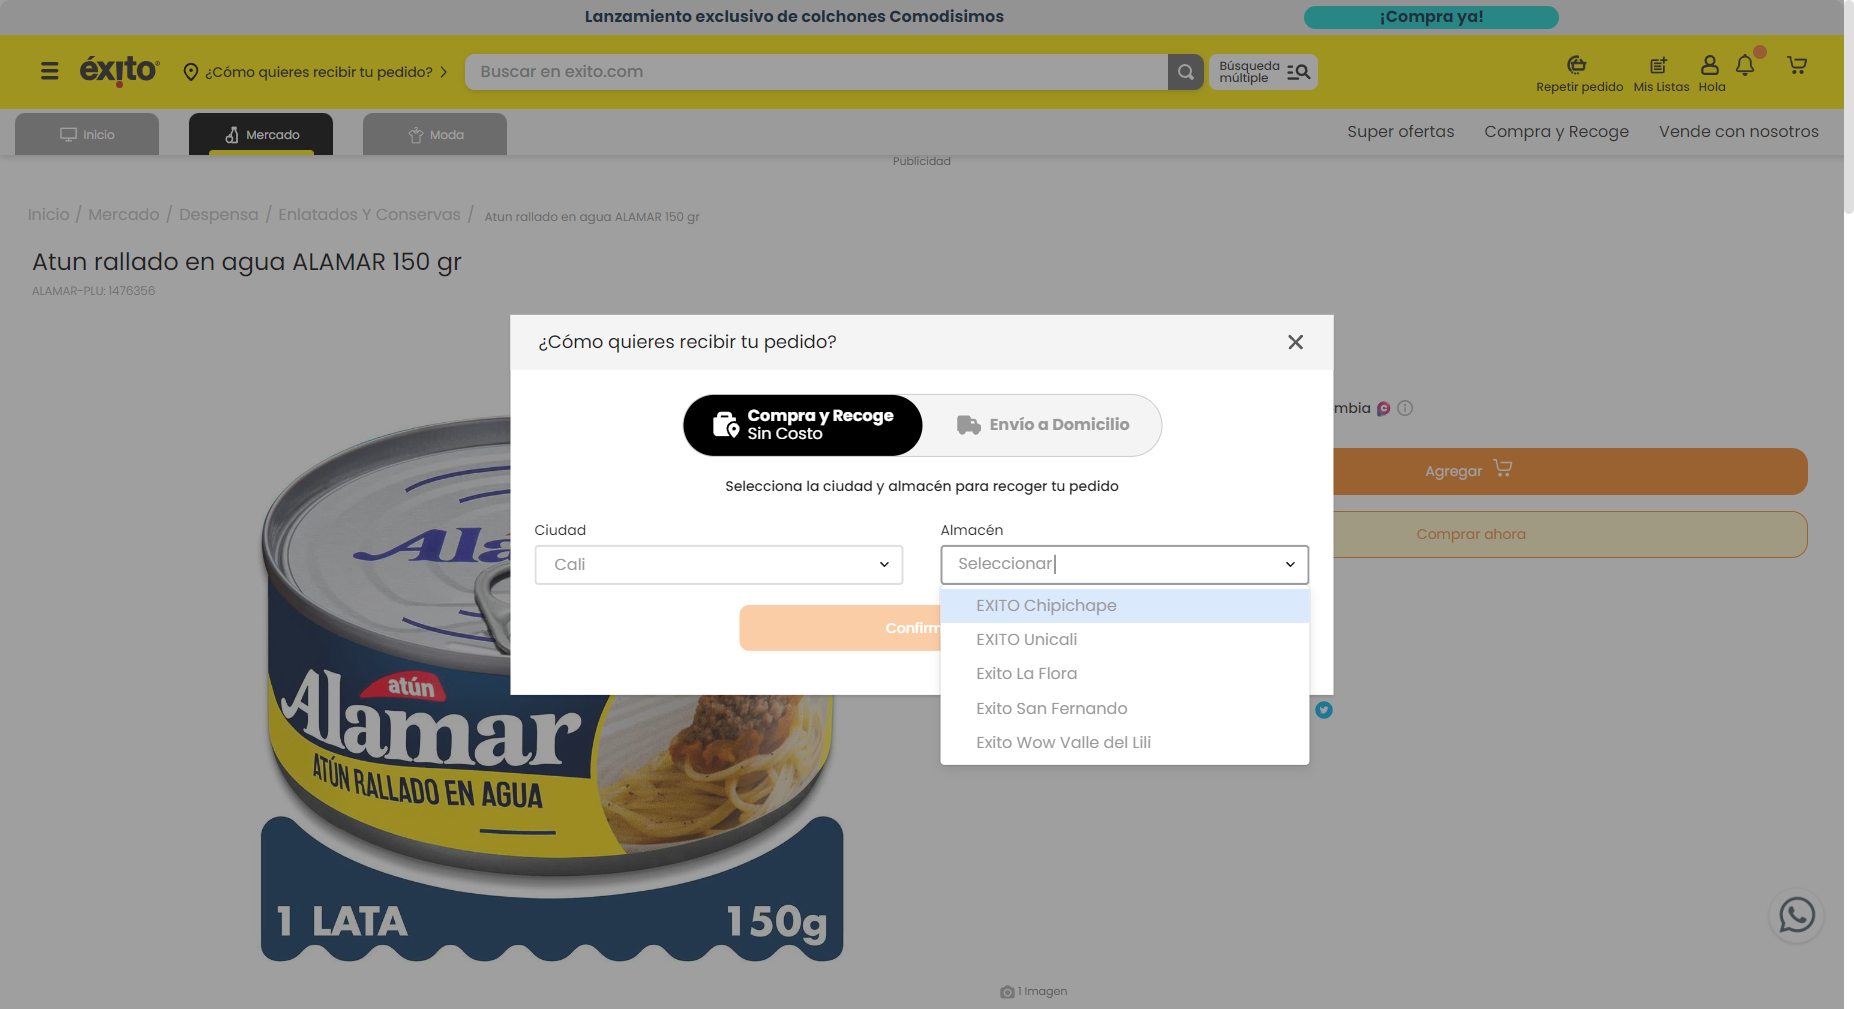 Lanzamiento exclusivo de colchones Comodisimos
¡Compra ya!
éxito
¿Cómo quieres recibir tu pedido?
Buscar en exito.com
Búsqueda
múltiple
Repetir pedido
Mis Listas
Hola
Inicio
Mercado
Moda
Super ofertas
Compra y Recoge
Vende con nosotros
Publicidad
Inicio / Mercado / Despensa / Enlatados Y Conservas / Atun rallado en agua ALAMAR 150 gr
Atun rallado en agua ALAMAR 150 gr
ALAMAR-PLU: 1476356
¿Cómo quieres recibir tu pedido?
Compra y Recoge
Sin Costo
Envío a Domicilio
Selecciona la ciudad y almacén para recoger tu pedido
Ciudad
Cali
Almacén
Seleccionar
EXITO Chipichape
EXITO Unicali
Exito La Flora
Exito San Fernando
Exito Wow Valle del Lili
Confirm
mbia
Agregar
Comprar ahora
Ala
atún
Alamar
ATÚN RALLADO EN AGUA
1 LATA
150g
1 Imagen